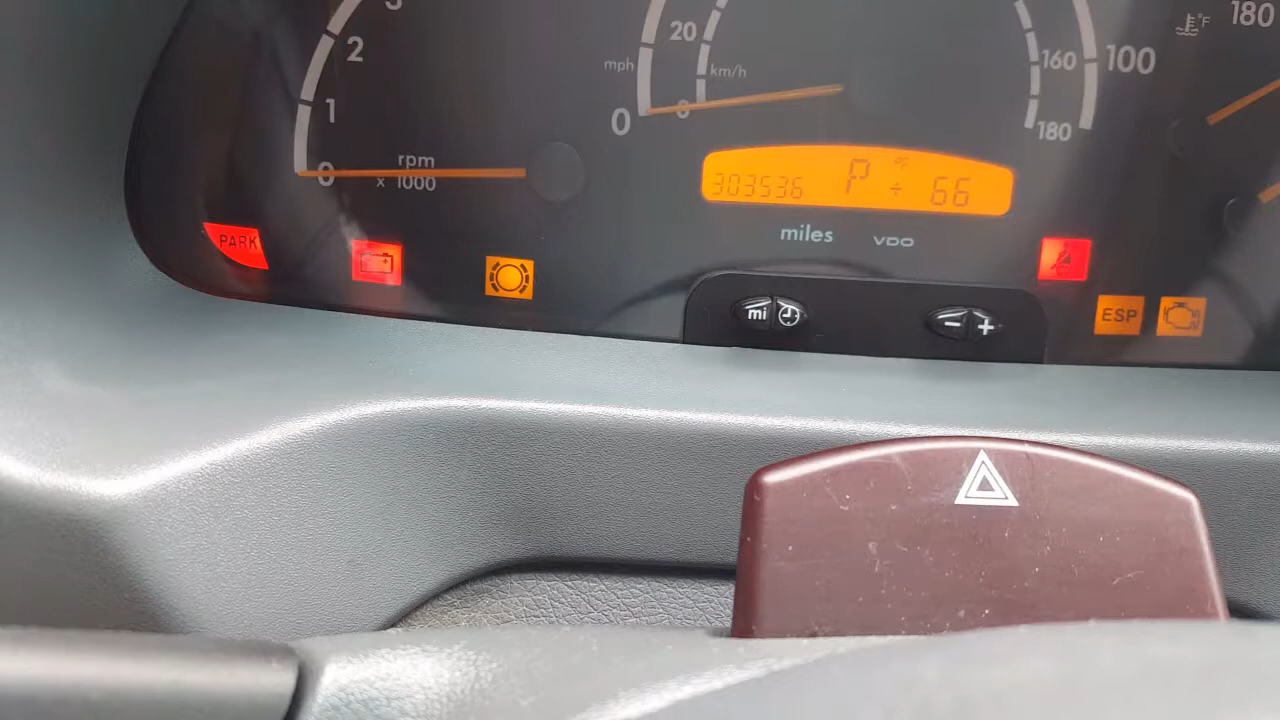 3
2
1
0
rpm
x 1000
mph
20
0
km/h
0
160
100
180
°F
180
303536 P °C ÷ 66
miles VDO
PARK
mi
- +
ESP